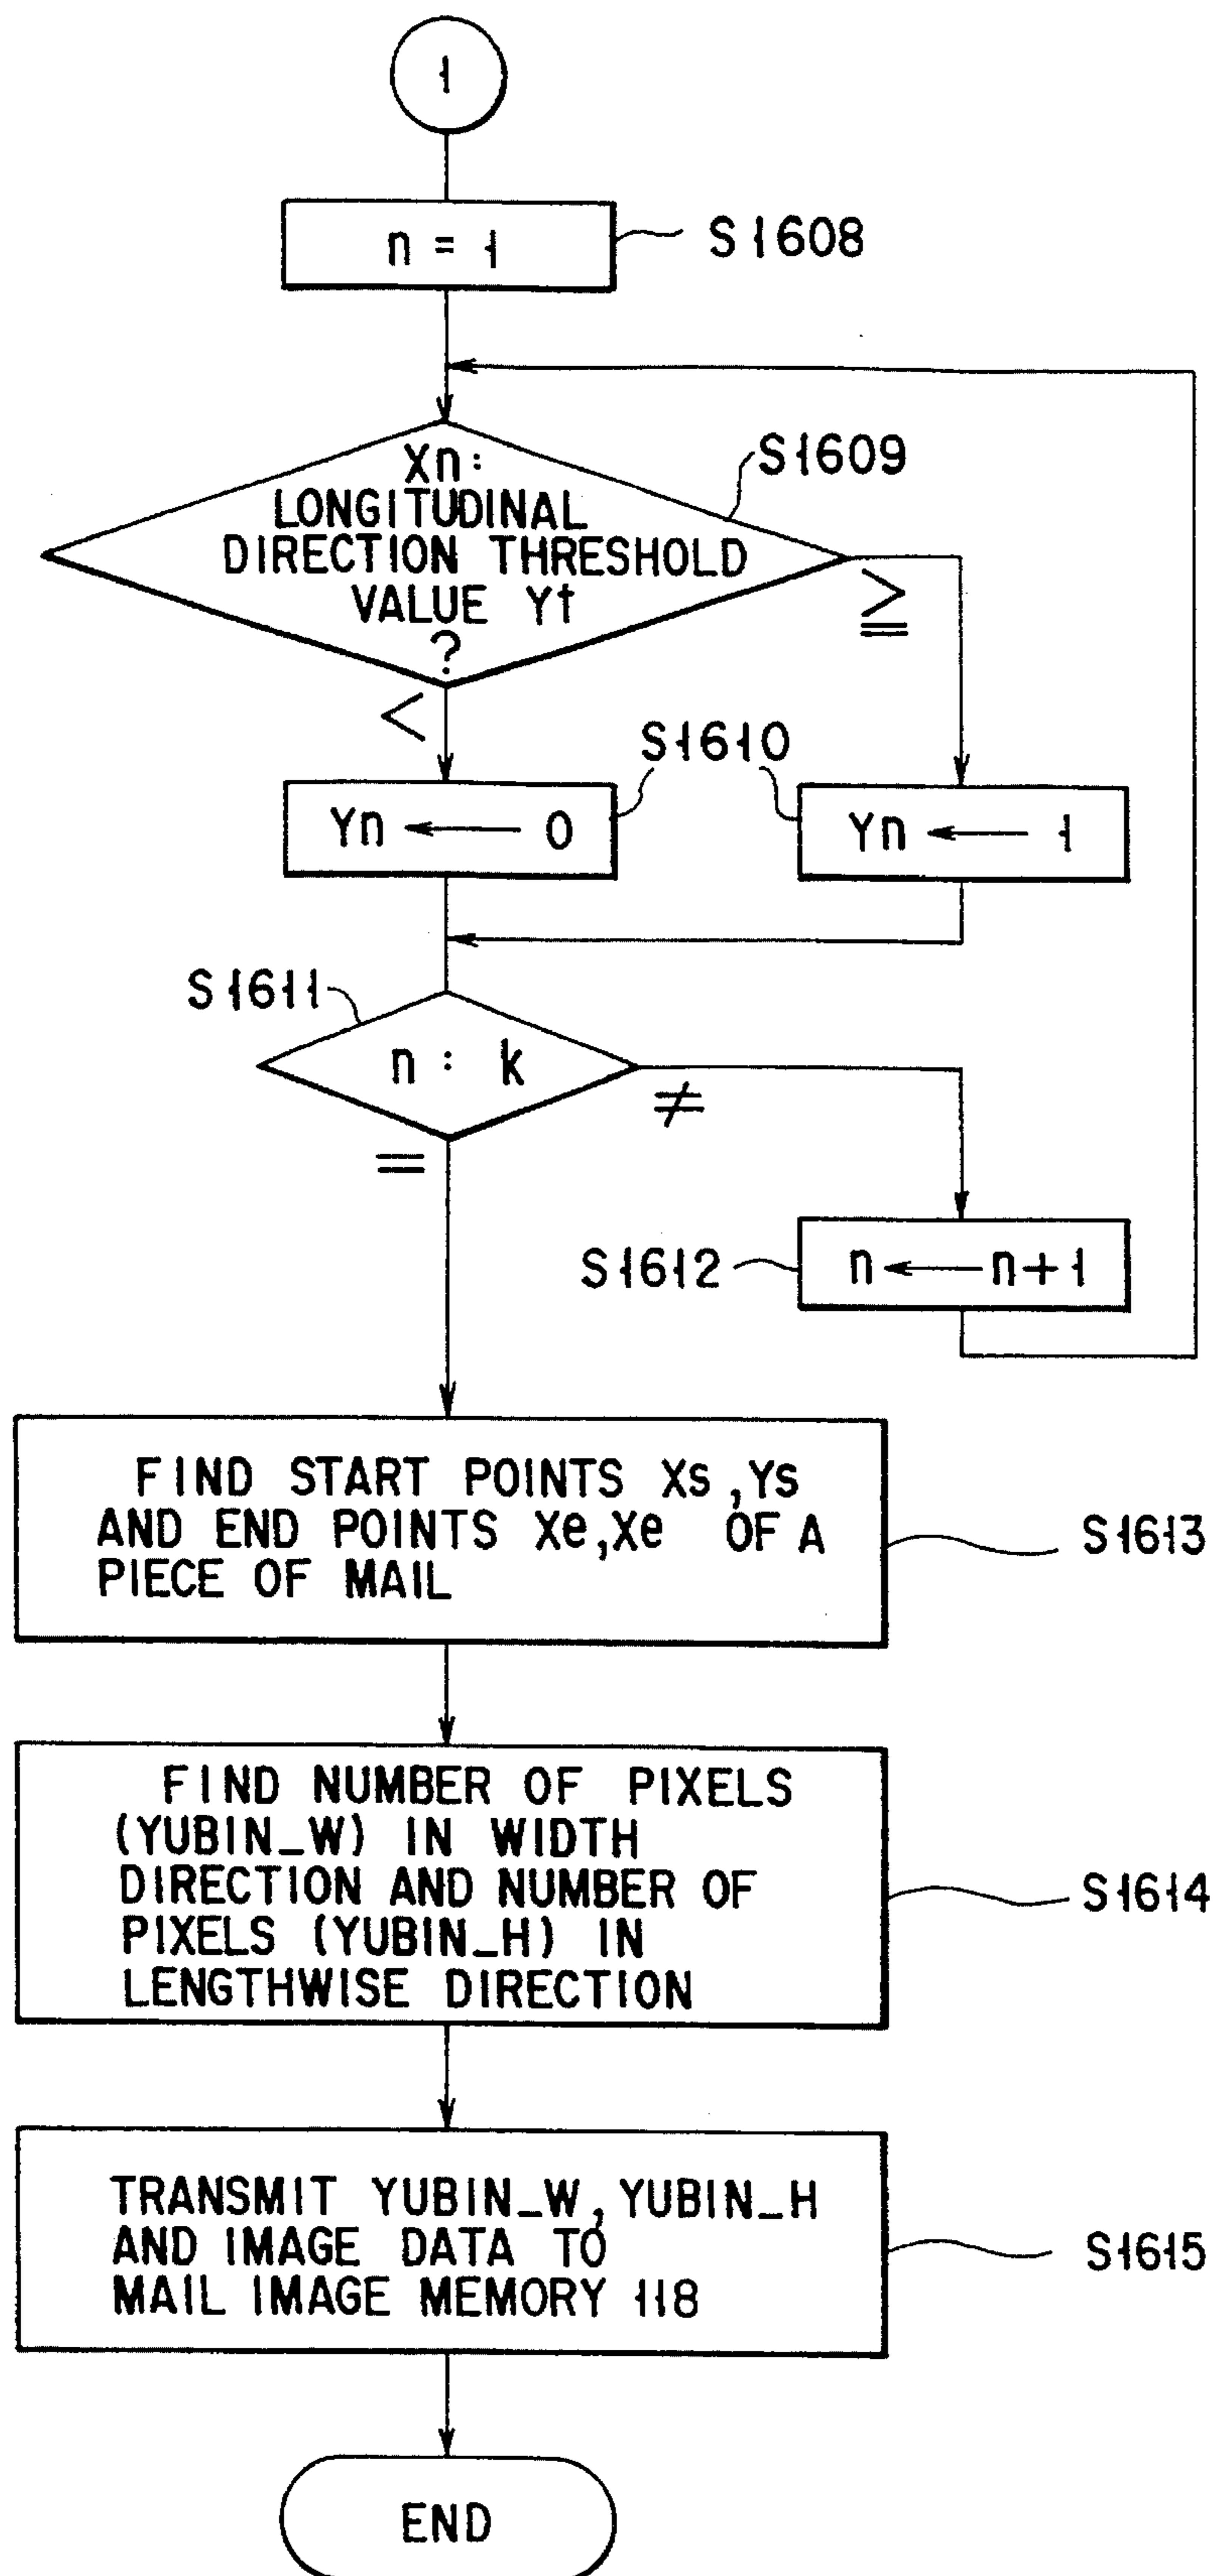 1
n = 1
S1608
Xn:
LONGITUDINAL
DIRECTION THRESHOLD
VALUE Yt
?
S1609
≧
<
S1610
Yn ← 0
Yn ← 1
S1611
n : k
≠
=
S1612
n ← n+1
FIND START POINTS Xs,Ys
AND END POINTS Xe,Xe OF A
PIECE OF MAIL
S1613
FIND NUMBER OF PIXELS
(YUBIN_W) IN WIDTH
DIRECTION AND NUMBER OF
PIXELS (YUBIN_H) IN
LENGTHWISE DIRECTION
S1614
TRANSMIT YUBIN_W, YUBIN_H
AND IMAGE DATA TO
MAIL IMAGE MEMORY 118
S1615
END